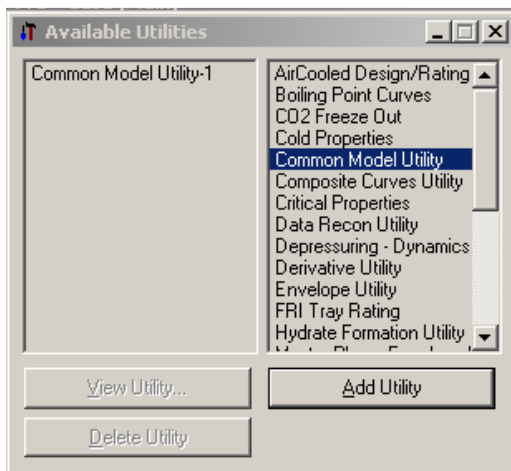 Available Utilities
Common Model Utility-1
AirCooled Design/Rating
Boiling Point Curves
CO2 Freeze Out
Cold Properties
Common Model Utility
Composite Curves Utility
Critical Properties
Data Recon Utility
Depressuring - Dynamics
Derivative Utility
Envelope Utility
FRI Tray Rating
Hydrate Formation Utility
View Utility...
Add Utility
Delete Utility